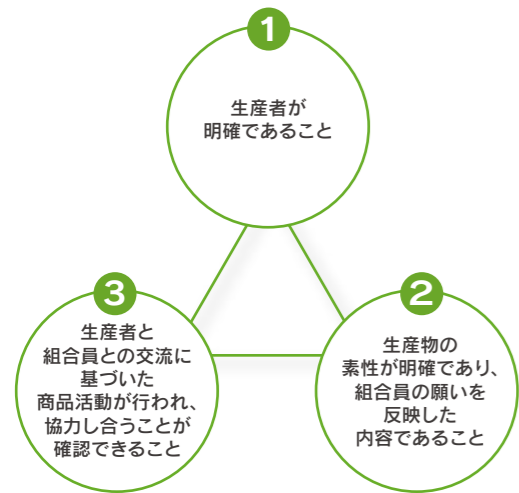 1
生産者が
明確であること
2
生産物の
素性が明確であり、
組合員の願いを
反映した
内容であること
3
生産者と
組合員との交流に
基づいた
商品活動が行われ、
協力し合うことが
確認できること